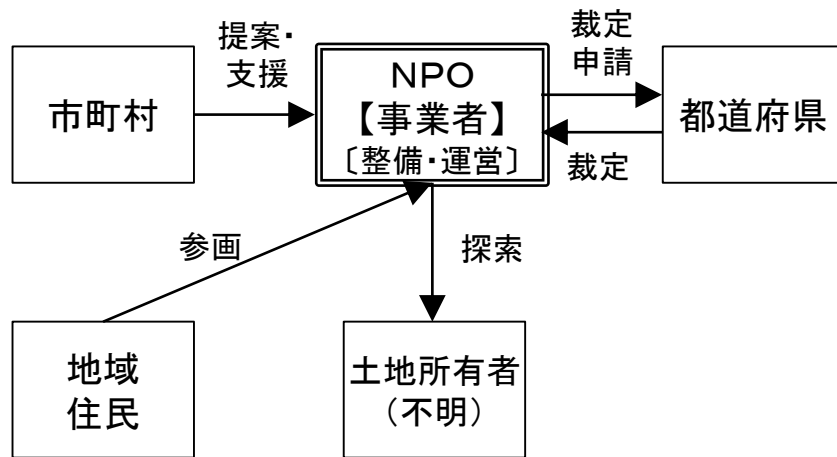 市町村
提案・
支援
NPO
【事業者】
〔整備・運営〕
裁定
申請
裁定
都道府県
参画
探索
地域
住民
土地所有者
（不明）